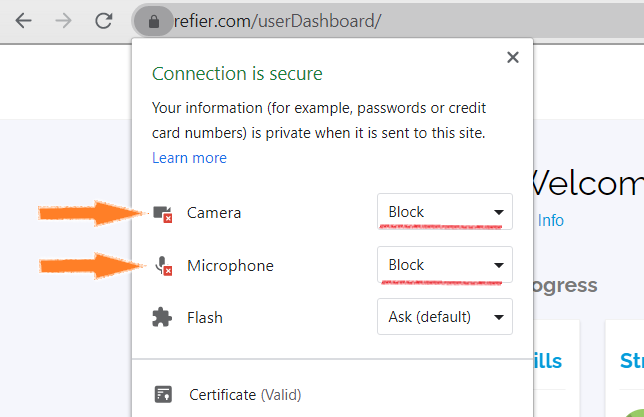 refier.com/userDashboard/
Connection is secure
Your information (for example, passwords or credit
card numbers) is private when it is sent to this site.
Learn more
Welcom
Info
Camera
Block
Microphone
Block
ogress
Flash
Ask (default)
ills
Str
Certificate (Valid)